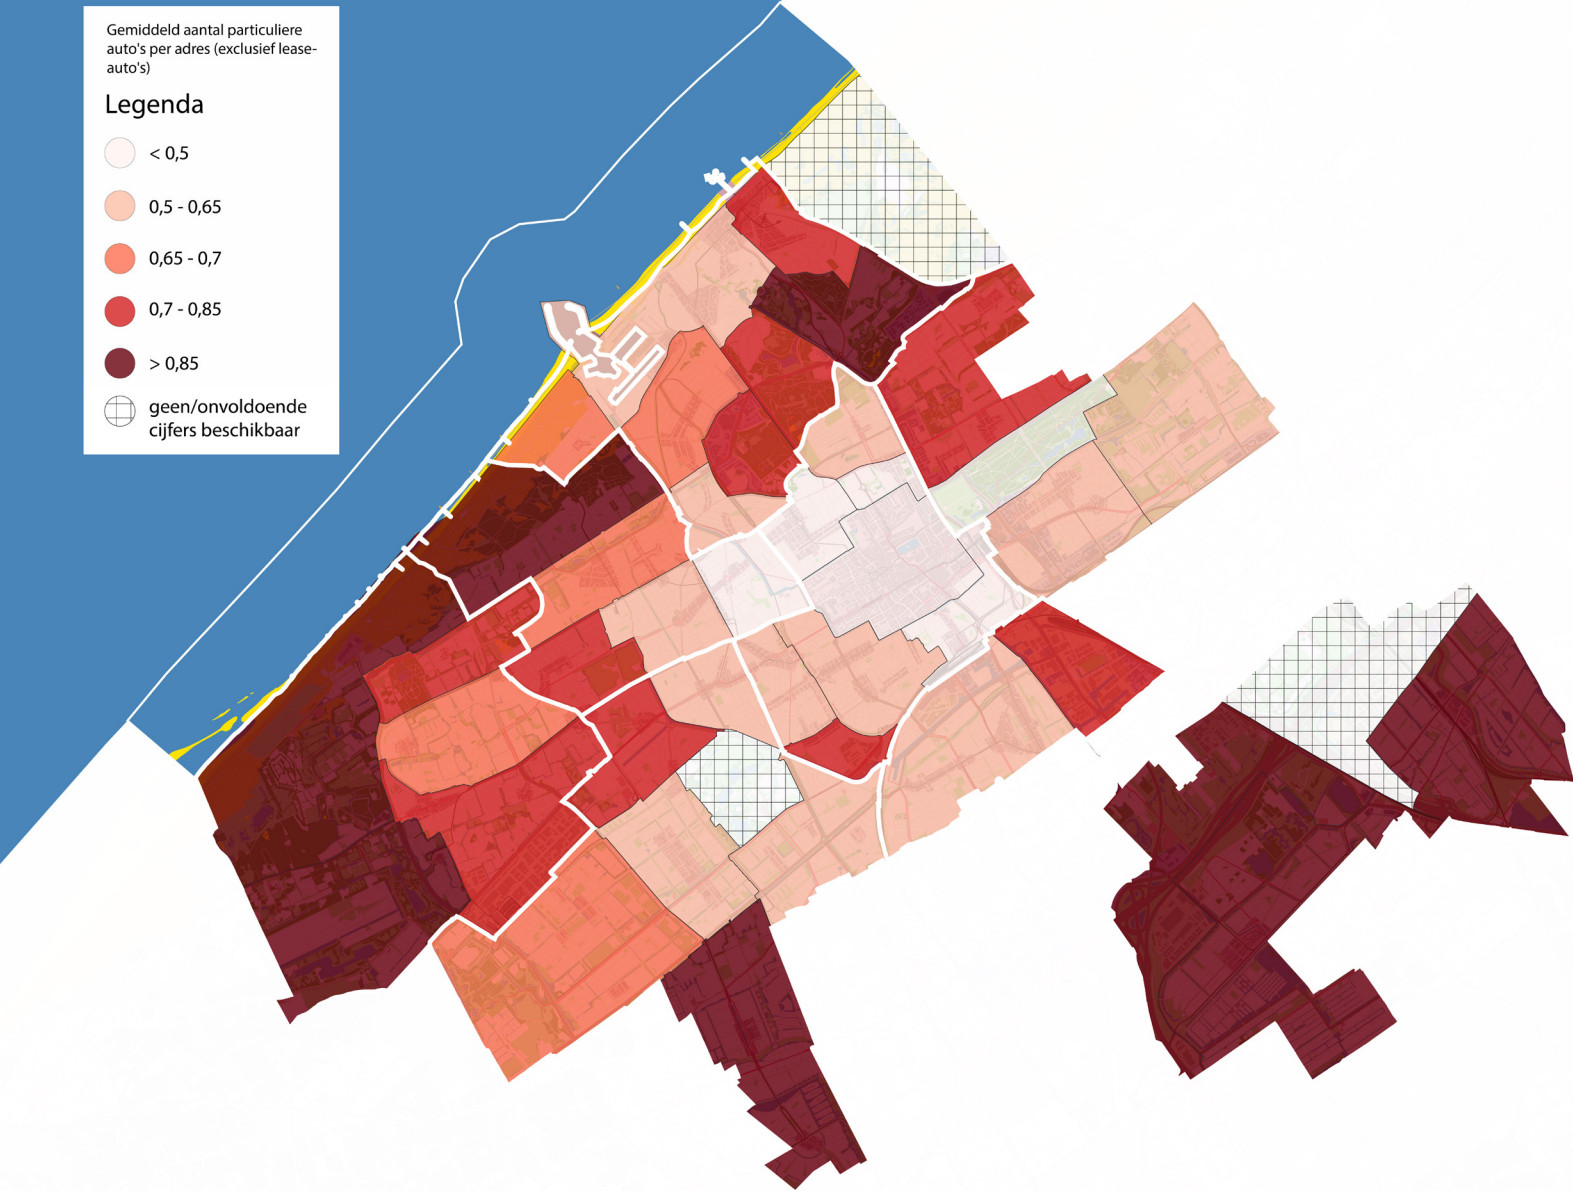 Gemiddeld aantal particuliere
auto's per adres (exclusief lease-
auto's)
Legenda
< 0,5
0,5 - 0,65
0,65 - 0,7
0,7 - 0,85
> 0,85
geen/onvoldoende
cijfers beschikbaar